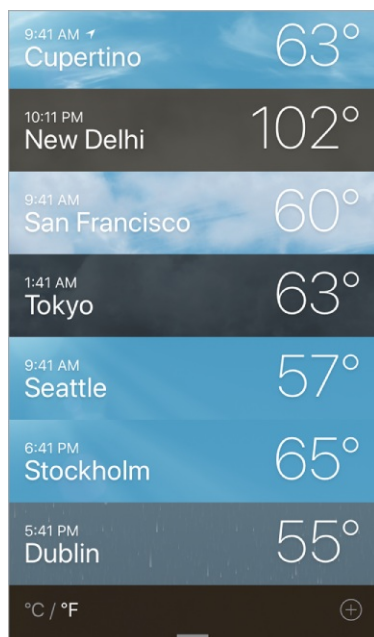 9:41 AM
Cupertino
63°
10:11 PM
New Delhi
102°
9:41 AM
San Francisco
60°
1:41 AM
Tokyo
63°
9:41 AM
Seattle
57°
6:41 PM
Stockholm
65°
5:41 PM
Dublin
55°
°C / °F